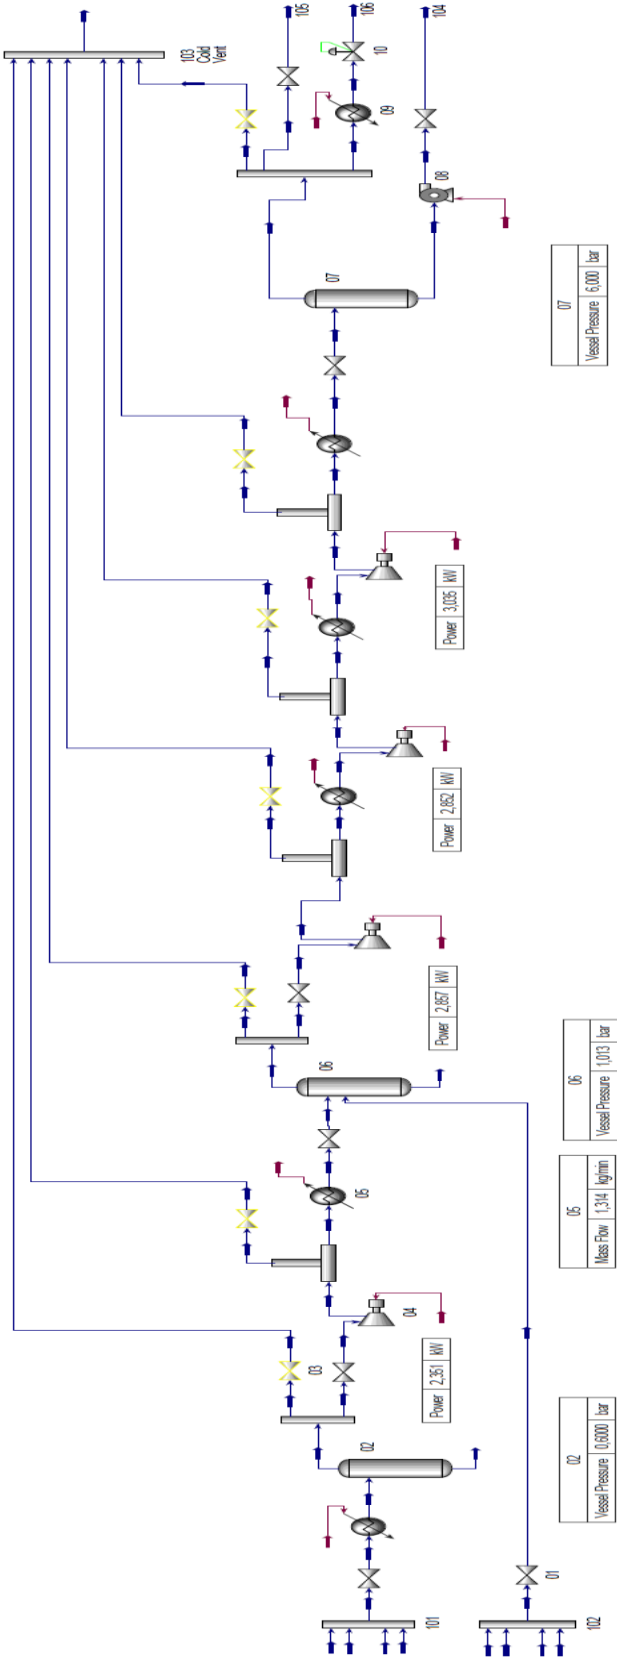 101
102
01
02
Vessel Pressure 0,6000 bar
02
03
04
Power 2,351 kW
05
05
Mass Flow 1,314 kg/min
06
06
Vessel Pressure 1,013 bar
Power 2,857 kW
Power 2,852 kW
Power 3,035 kW
07
07
Vessel Pressure 6,000 bar
08
09
10
103
Cold
Vent
105
106
104